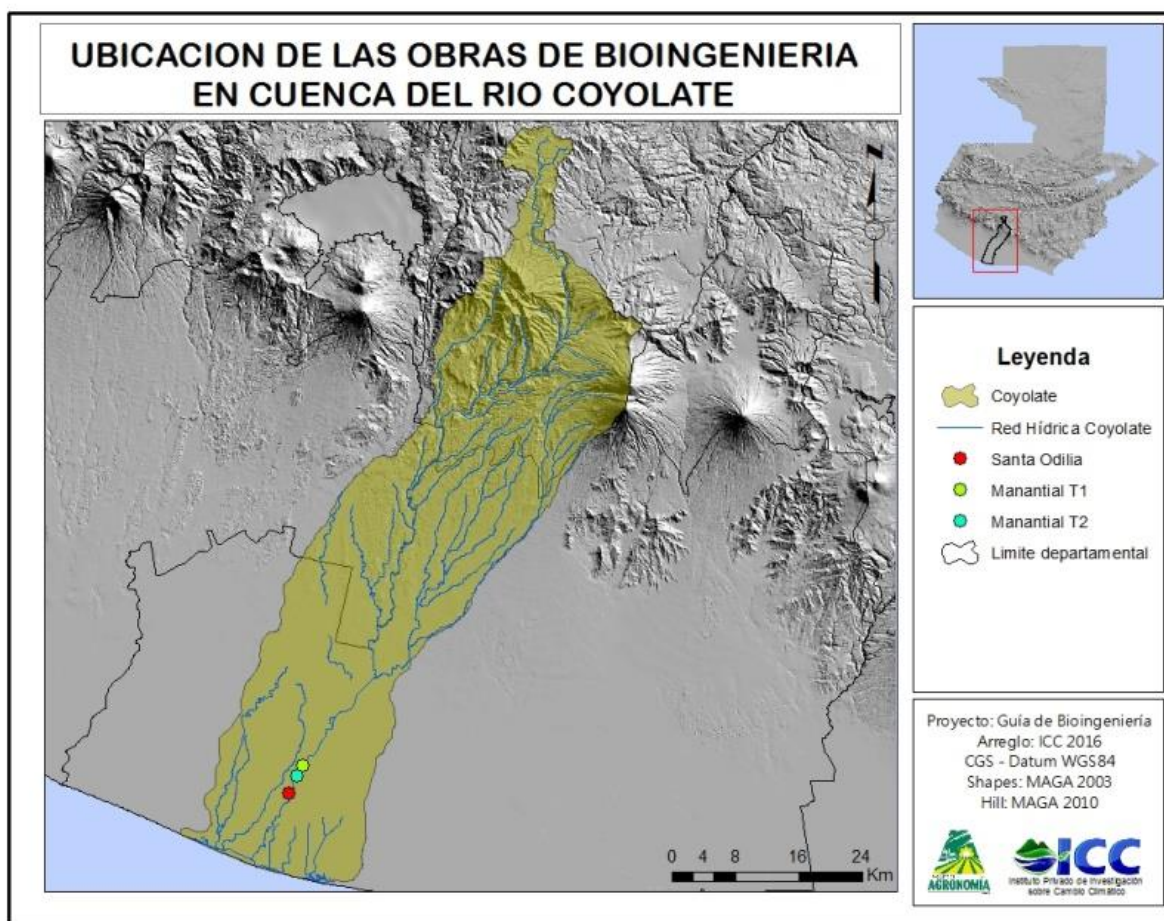 UBICACION DE LAS OBRAS DE BIOINGENIERIA
EN CUENCA DEL RIO COYOLATE
Leyenda
Coyolate
Red Hídrica Coyolate
Santa Odilia
Manantial T1
Manantial T2
Limite departamental
0 4 8 16 24
Km
Proyecto: Guía de Bioingeniería
Arreglo: ICC 2016
CGS - Datum WGS84
Shapes: MAGA 2003
Hill: MAGA 2010
AGRONOMÍA
ICC
Instituto Privado de Investigación
sobre Cambio Climático